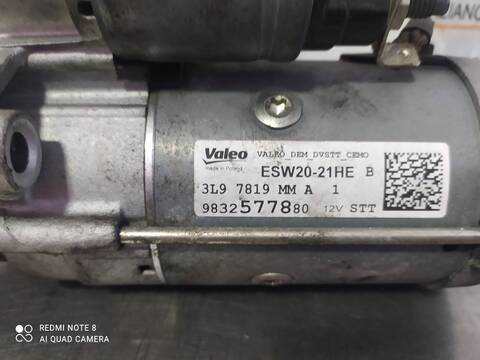 Valeo VALEO_DEM_DVSTT_CEMO
made in Poland
ESW20-21HE B
3L9 7819 MM A 1
9832577880 12V STT
REDMI NOTE 8
AI QUAD CAMERA